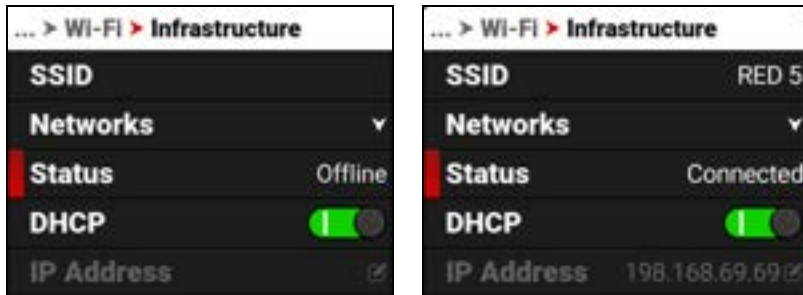 ... > Wi-Fi > Infrastructure
SSID
Networks
Status Offline
DHCP
IP Address
... > Wi-Fi > Infrastructure
SSID RED 5
Networks
Status Connected
DHCP
IP Address 198.168.69.69